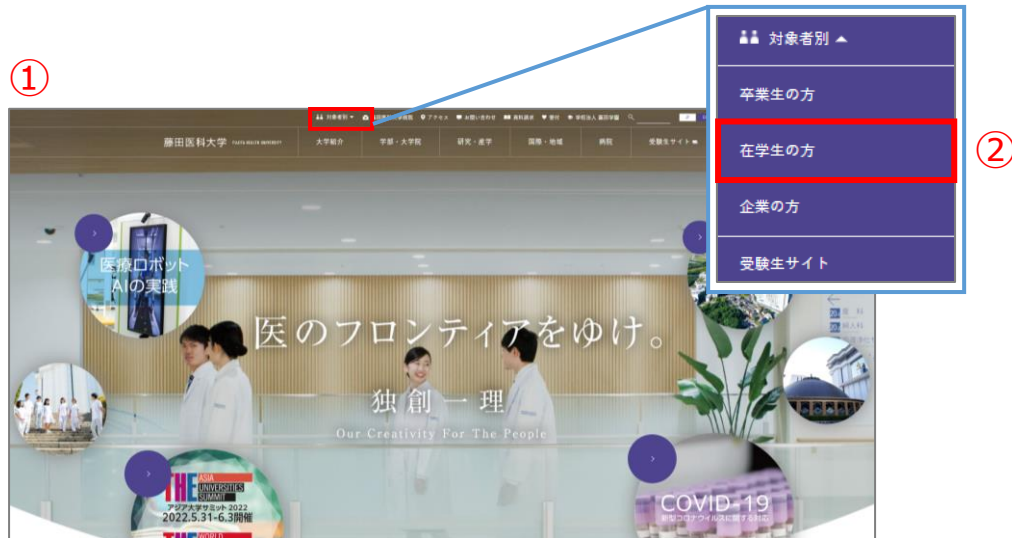 ①
対象者別
アクセス
お問い合わせ
資料請求
寄付
学校法人 藤田学園
藤田医科大学 FUJITA HEALTH UNIVERSITY
大学紹介
学部・大学院
研究・産学
国際・地域
病院
受験生サイト
対象者別
卒業生の方
在学生の方
②
企業の方
受験生サイト
医療ロボット
AIの実践
医のフロンティアをゆけ。
独創一理
Our Creativity For The People
THE
ASIA
UNIVERSITIES
SUMMIT
アジア大学サミット2022
2022.5.31-6.3開催
THE
WORLD
COVID-19
新型コロナウイルスに関する対応